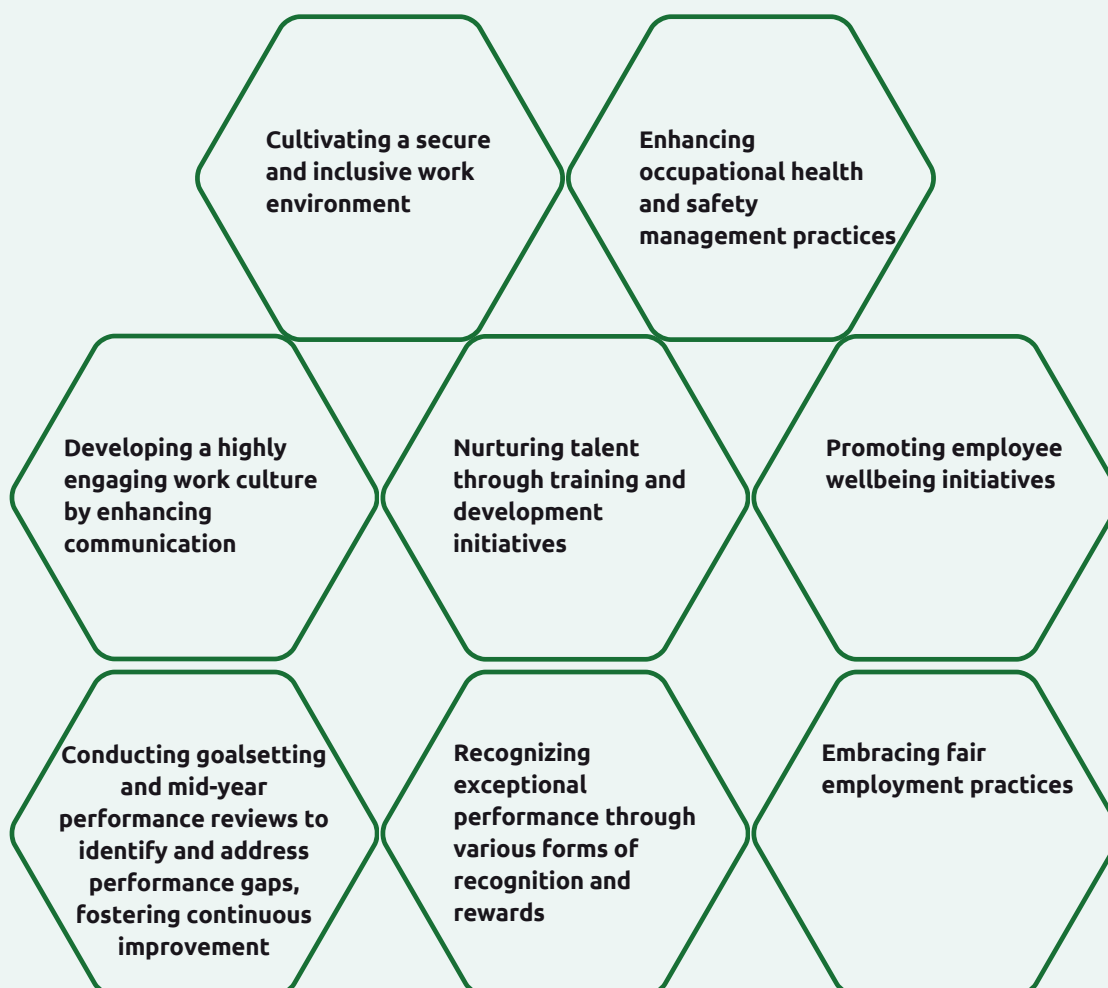 Cultivating a secure
and inclusive work
environment
Enhancing
occupational health
and safety
management practices
Developing a highly
engaging work culture
by enhancing
communication
Nurturing talent
through training and
development
initiatives
Promoting employee
wellbeing initiatives
Conducting goalsetting
and mid-year
performance reviews to
identify and address
performance gaps,
fostering continuous
improvement
Recognizing
exceptional
performance through
various forms of
recognition and
rewards
Embracing fair
employment practices